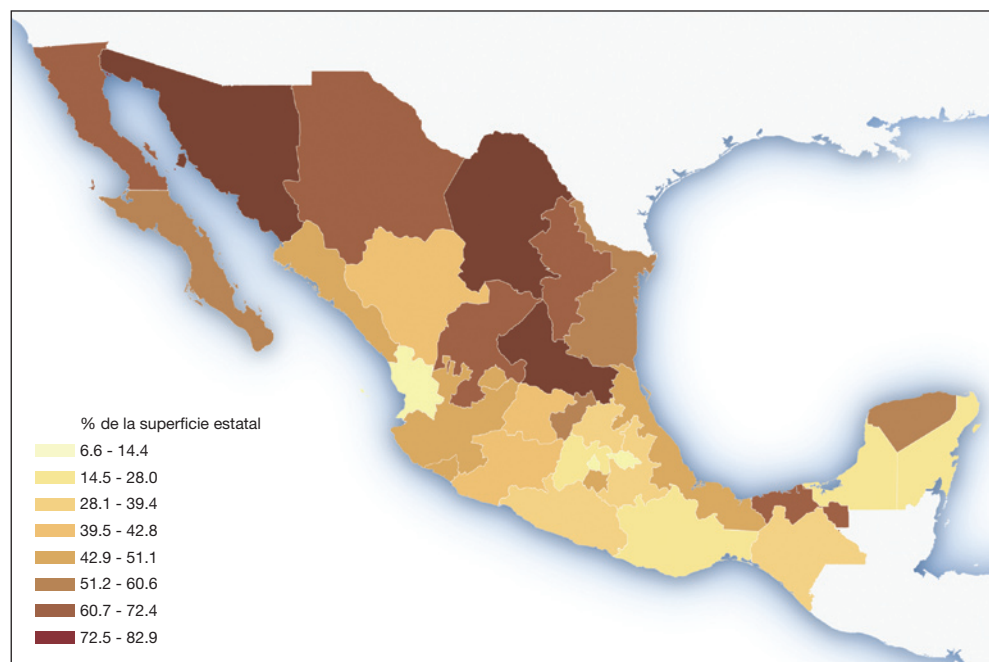 % de la superficie estatal
6.6 - 14.4
14.5 - 28.0
28.1 - 39.4
39.5 - 42.8
42.9 - 51.1
51.2 - 60.6
60.7 - 72.4
72.5 - 82.9